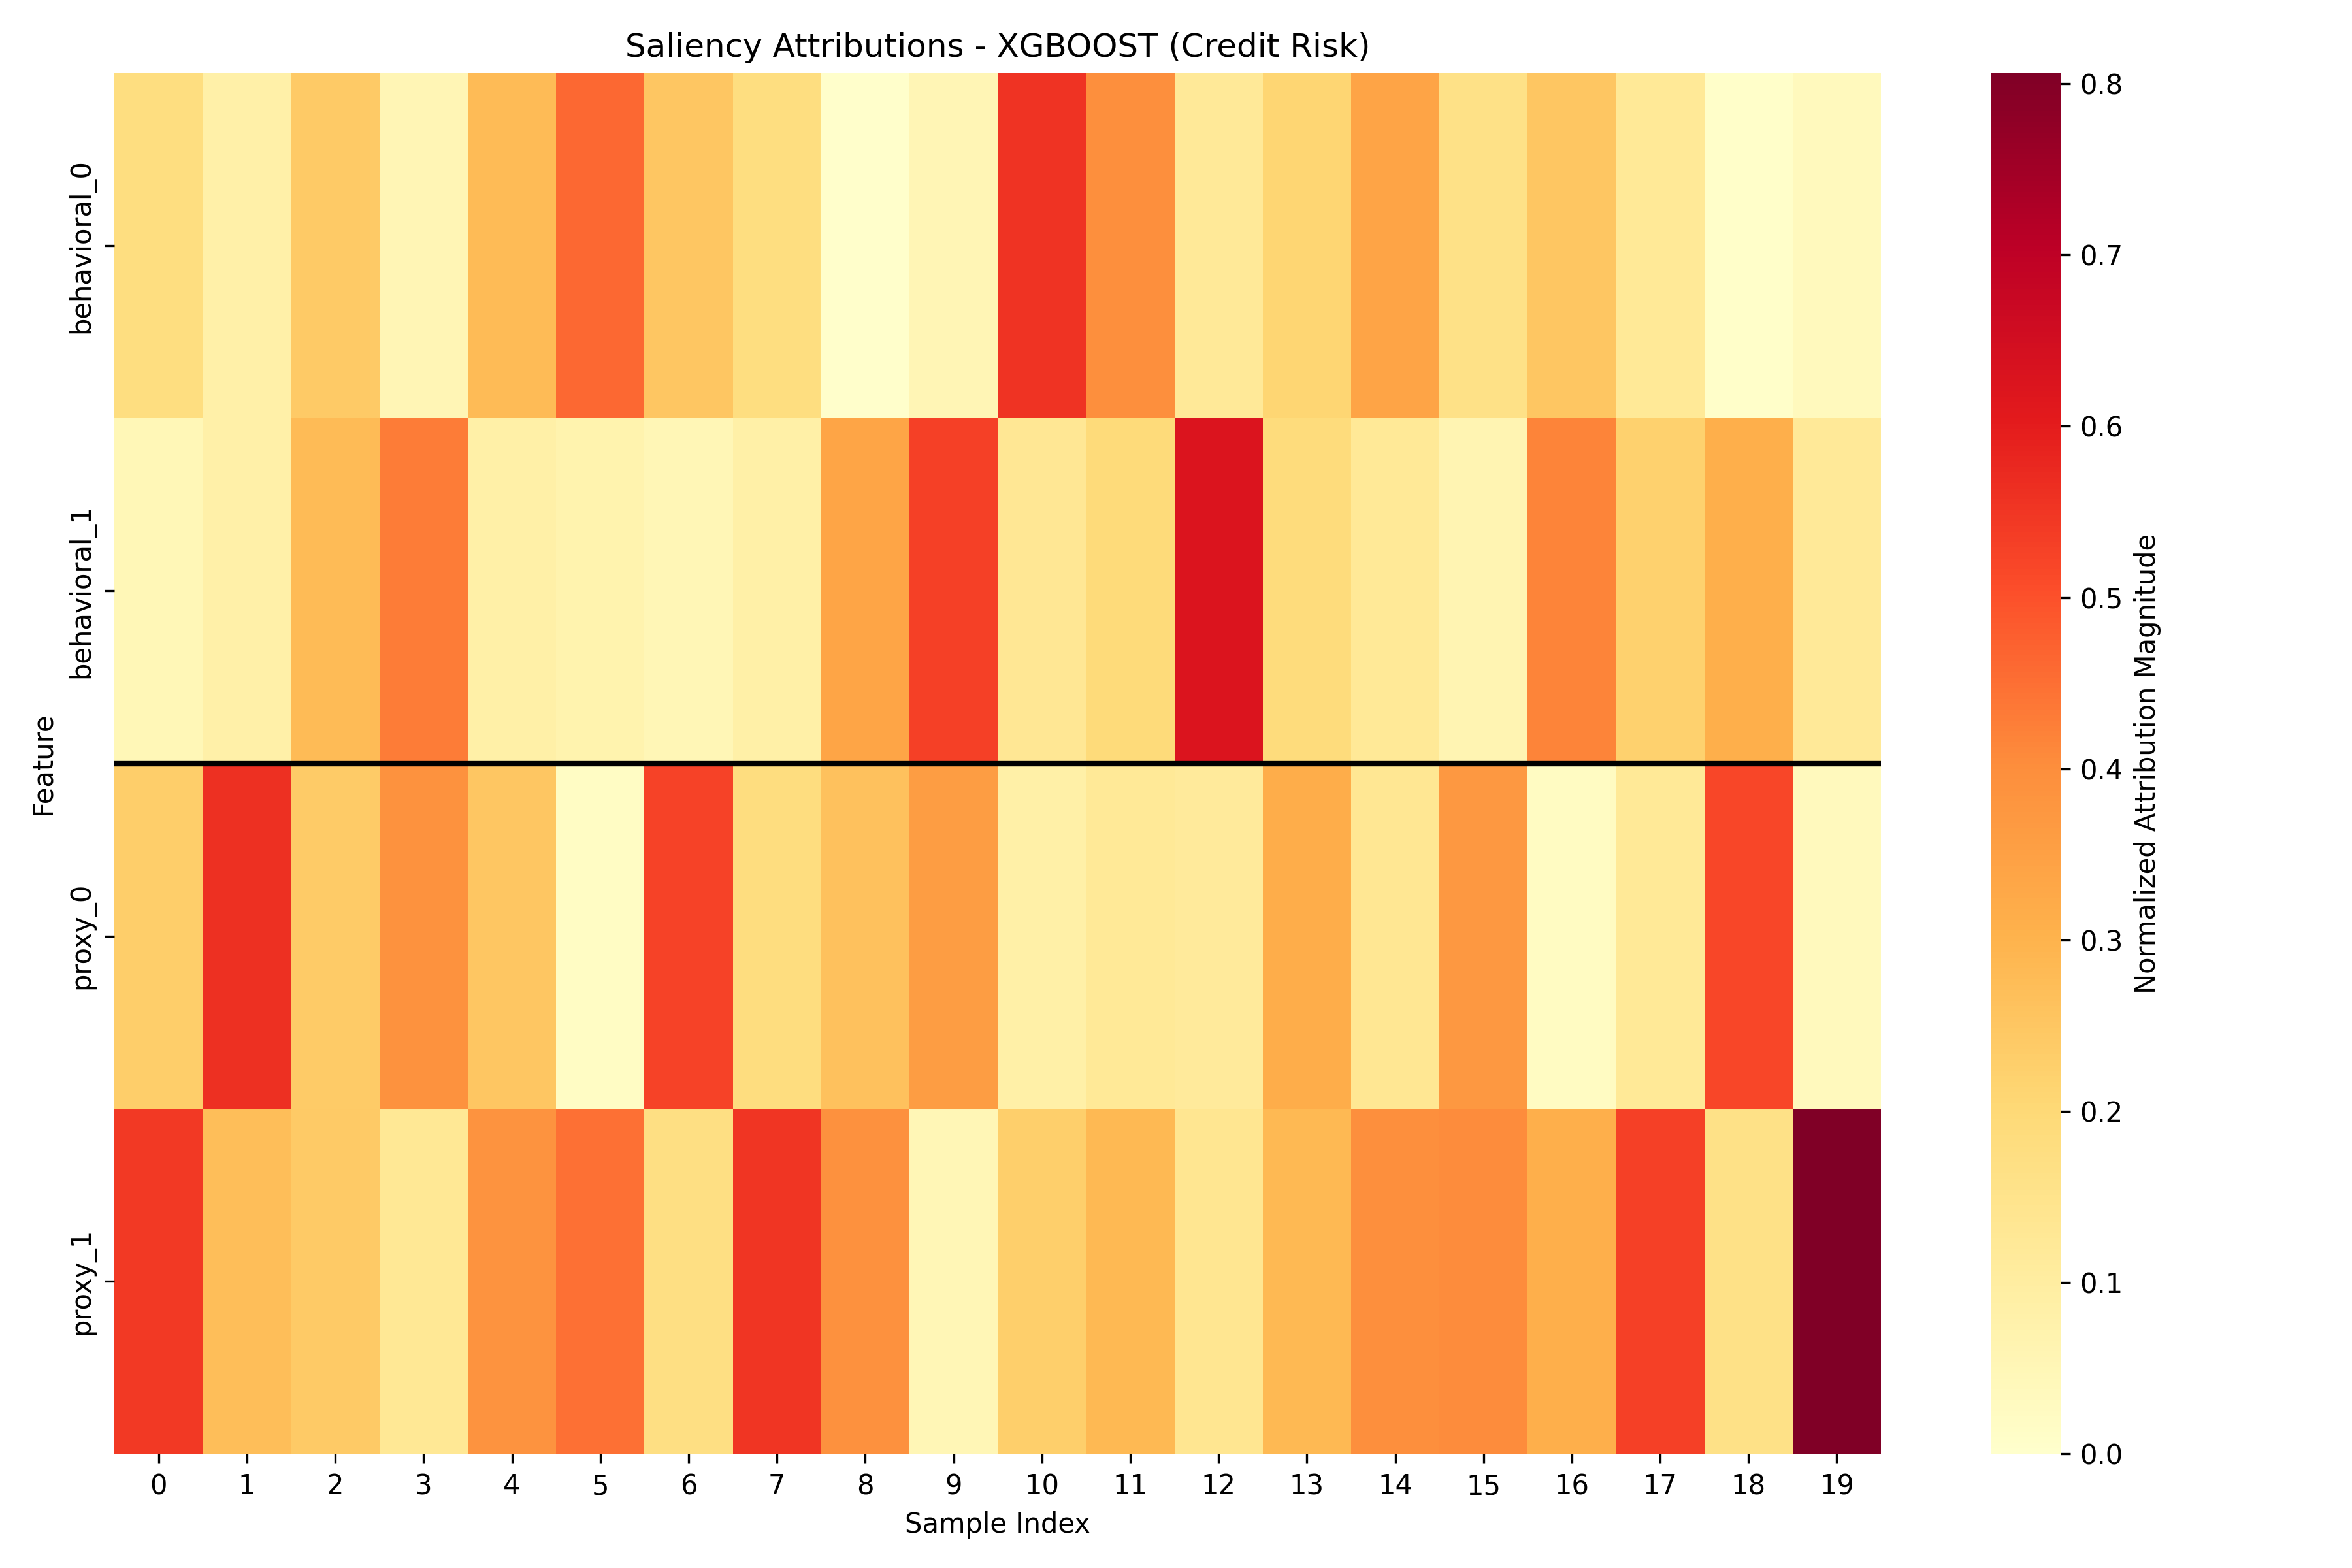 Saliency Attributions - XGBOOST (Credit Risk)
Feature
behavioral_0
behavioral_1
proxy_0
proxy_1
0 1 2 3 4 5 6 7 8 9 10 11 12 13 14 15 16 17 18 19
Sample Index
0.8
0.7
0.6
0.5
0.4
0.3
0.2
0.1
0.0
Normalized Attribution Magnitude